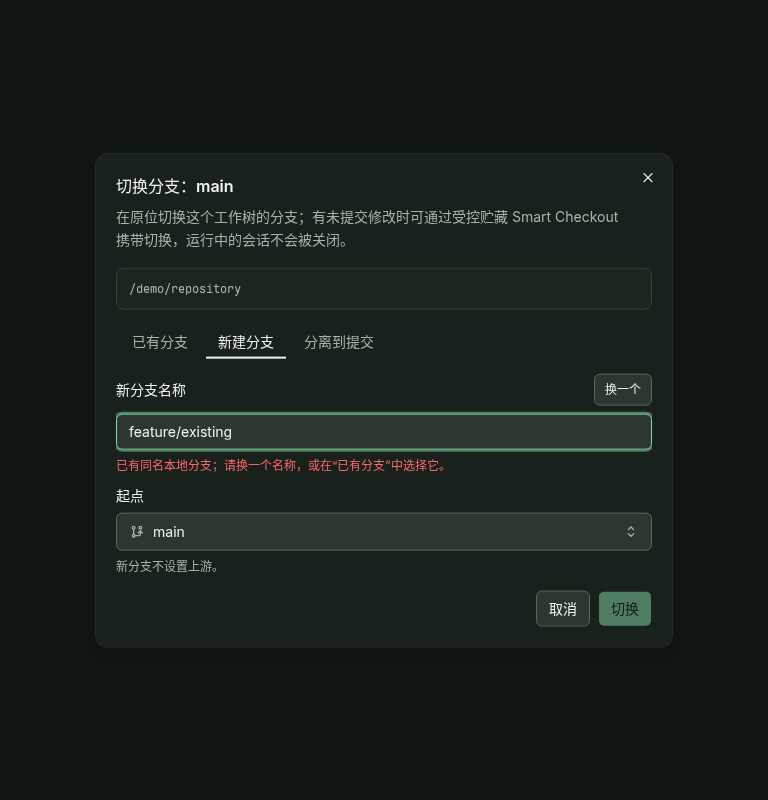 切换分支：main
在原位切换这个工作树的分支；有未提交修改时可通过受控贮藏 Smart Checkout
携带切换，运行中的会话不会被关闭。
/demo/repository
已有分支 新建分支 分离到提交
新分支名称 换一个
feature/existing
已有同名本地分支；请换一个名称，或在“已有分支”中选择它。
起点
main
新分支不设置上游。
取消 切换